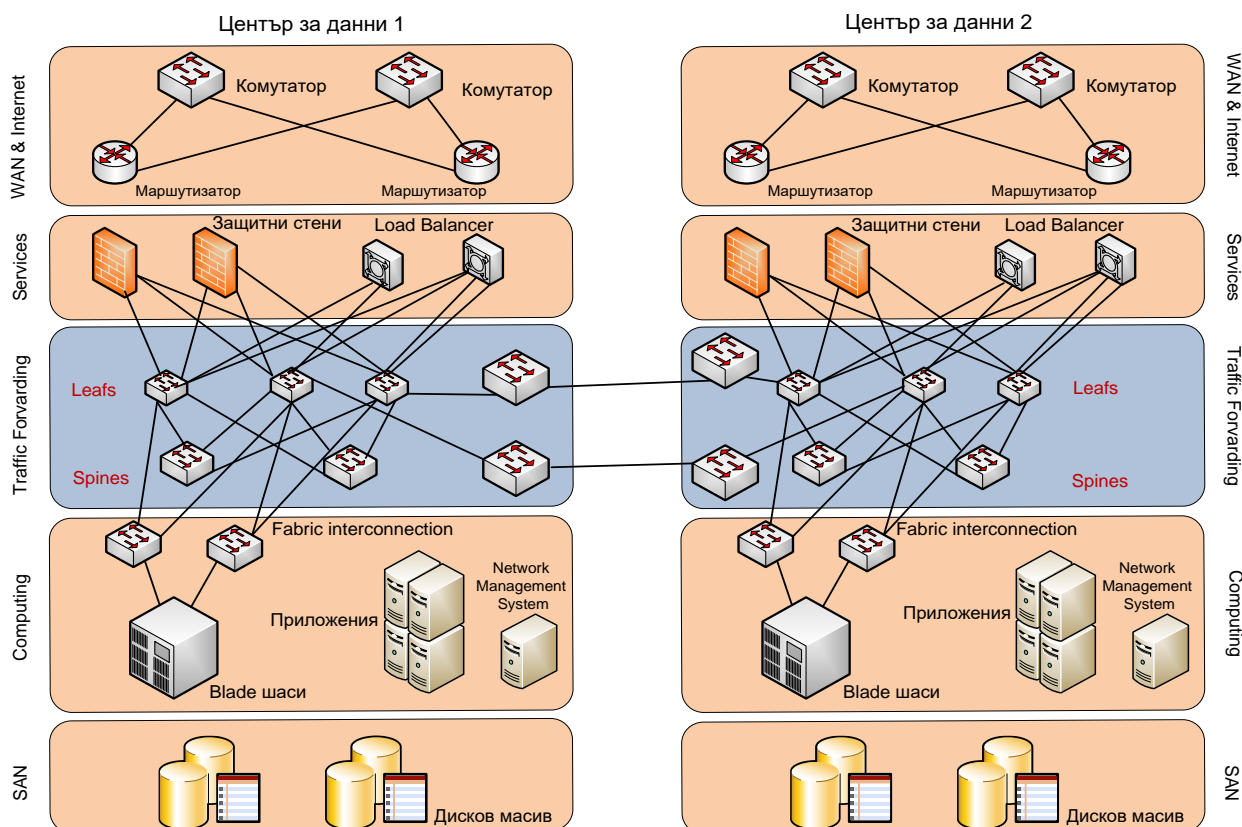 Център за данни 1
Център за данни 2
WAN & Internet
Комутатор
Комутатор
Маршутизатор
Маршутизатор
Комутатор
Комутатор
Маршутизатор
Маршутизатор
WAN & Internet
Services
Защитни стени
Load Balancer
Защитни стени
Load Balancer
Services
Traffic Forvarding
Leafs
Spines
Leafs
Spines
Traffic Forvarding
Computing
Fabric interconnection
Приложения
Network
Management
System
Blade шаси
Fabric interconnection
Приложения
Network
Management
System
Blade шаси
Computing
SAN
Дисков масив
Дисков масив
SAN